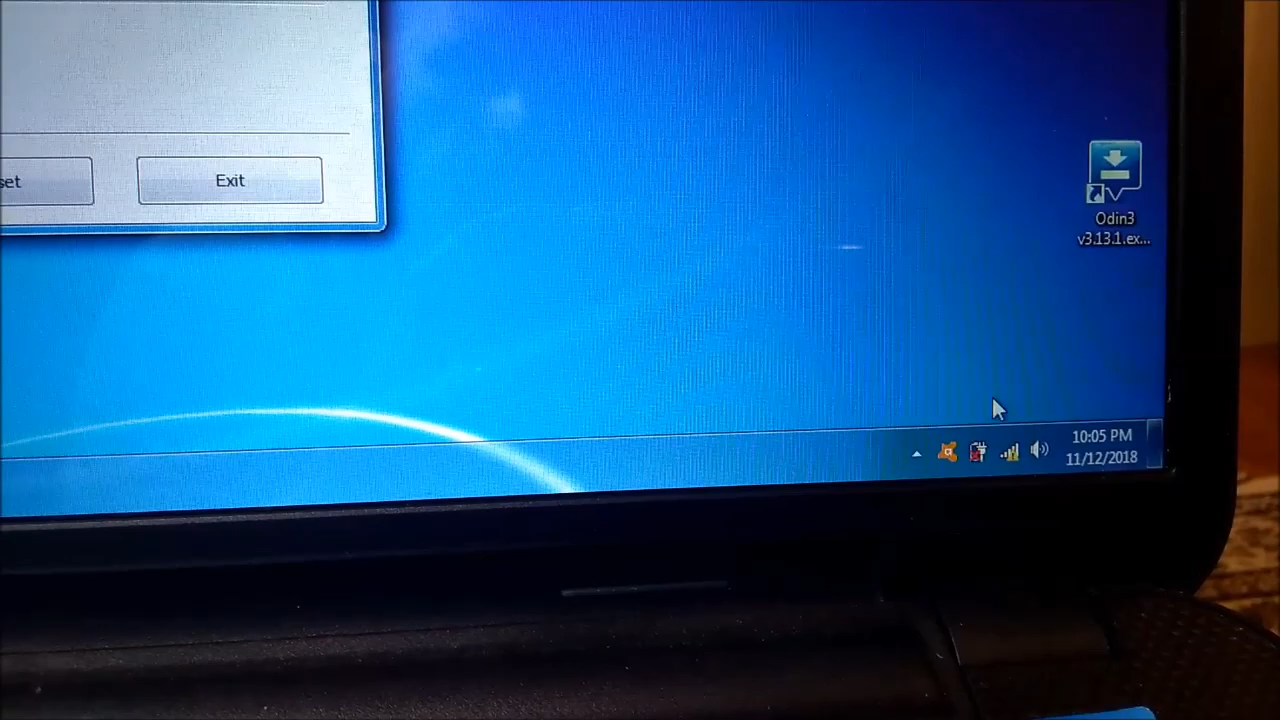 set
Exit
Odin3
v3.13.1.ex...
10:05 PM
11/12/2018